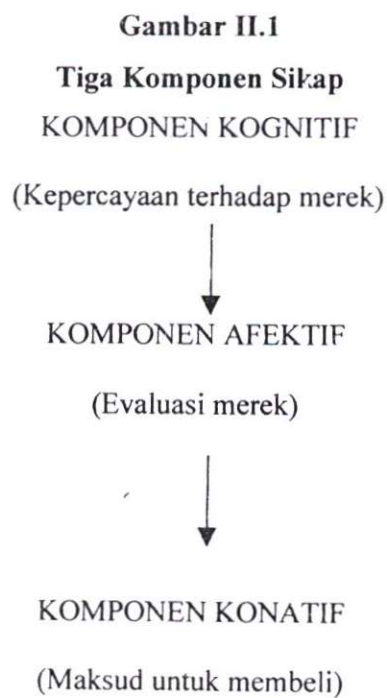 Gambar II.1
Tiga Komponen Sikap
KOMPONEN KOGNITIF
(Kepercayaan terhadap merek)
KOMPONEN AFEKTIF
(Evaluasi merek)
KOMPONEN KONATIF
(Maksud untuk membeli)